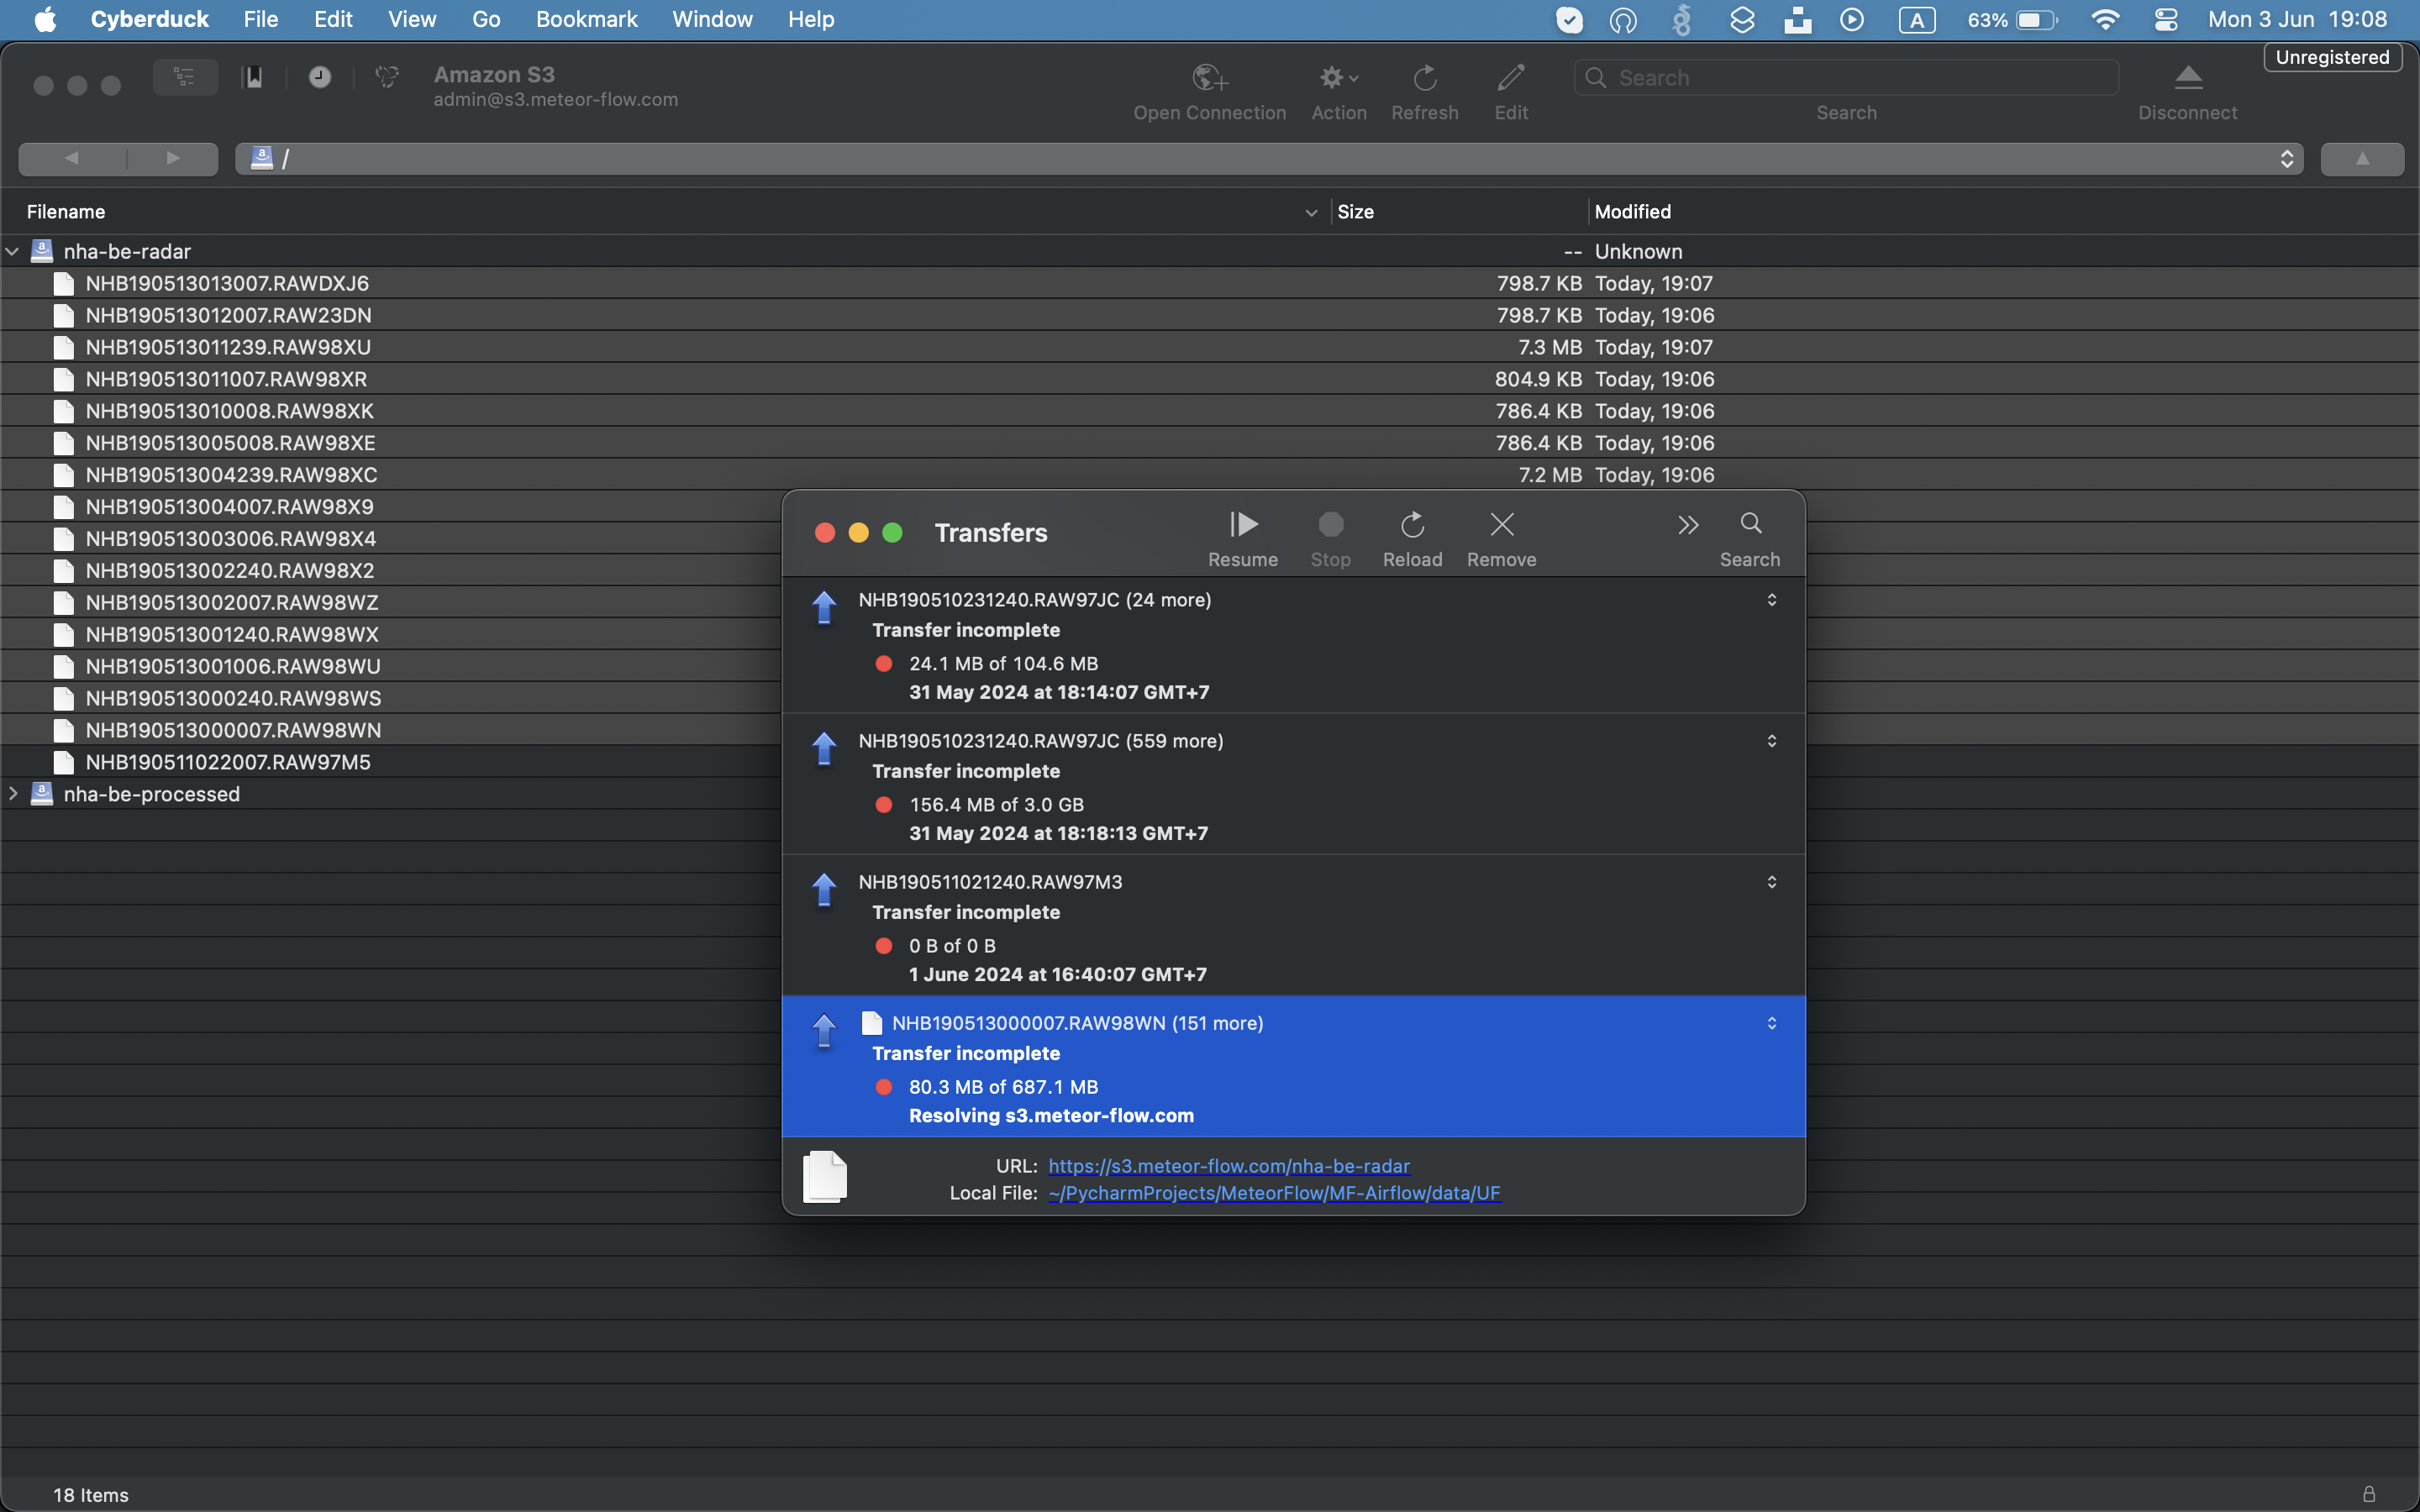 Cyberduck File Edit View Go Bookmark Window Help A 63% Mon 3 Jun 19:08
Unregistered
Amazon S3
admin@s3.meteor-flow.com
Open Connection Action Refresh Edit Search Search Disconnect
/
Filename Size Modified
nha-be-radar -- Unknown
NHB190513013007.RAWDXJ6 798.7 KB Today, 19:07
NHB190513012007.RAW23DN 798.7 KB Today, 19:06
NHB190513011239.RAW98XU 7.3 MB Today, 19:07
NHB190513011007.RAW98XR 804.9 KB Today, 19:06
NHB190513010008.RAW98XK 786.4 KB Today, 19:06
NHB190513005008.RAW98XE 786.4 KB Today, 19:06
NHB190513004239.RAW98XC 7.2 MB Today, 19:06
NHB190513004007.RAW98X9
NHB190513003006.RAW98X4
NHB190513002240.RAW98X2
NHB190513002007.RAW98WZ
NHB190513001240.RAW98WX
NHB190513001006.RAW98WU
NHB190513000240.RAW98WS
NHB190513000007.RAW98WN
NHB190511022007.RAW97M5
nha-be-processed
Transfers
Resume Stop Reload Remove Search
NHB190510231240.RAW97JC (24 more)
Transfer incomplete
24.1 MB of 104.6 MB
31 May 2024 at 18:14:07 GMT+7
NHB190510231240.RAW97JC (559 more)
Transfer incomplete
156.4 MB of 3.0 GB
31 May 2024 at 18:18:13 GMT+7
NHB190511021240.RAW97M3
Transfer incomplete
0 B of 0 B
1 June 2024 at 16:40:07 GMT+7
NHB190513000007.RAW98WN (151 more)
Transfer incomplete
80.3 MB of 687.1 MB
Resolving s3.meteor-flow.com
URL: https://s3.meteor-flow.com/nha-be-radar
Local File: ~/PycharmProjects/MeteorFlow/MF-Airflow/data/UF
18 Items